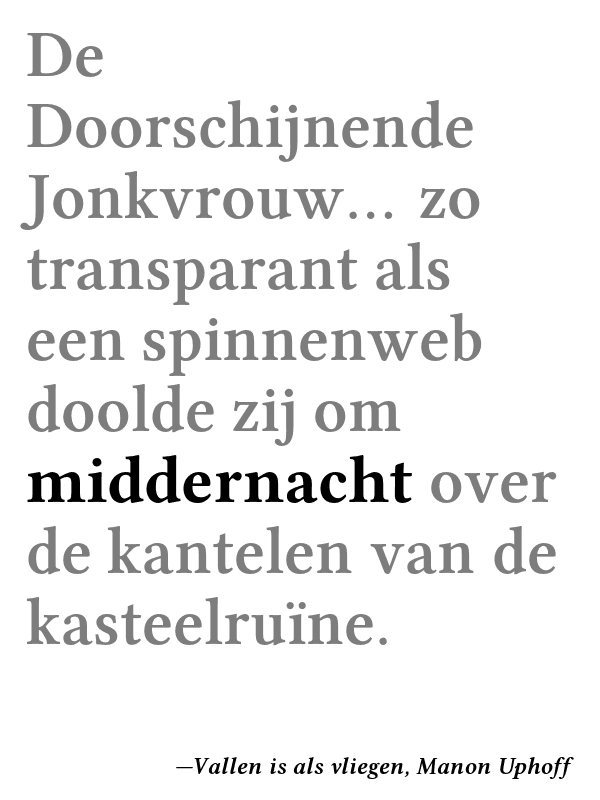 De
Doorschijnende
Jonkvrouw... zo
transparant als
een spinnenweb
doolde zij om
middernacht over
de kantelen van de
kasteelruïne.
—Vallen is als vliegen, Manon Uphoff